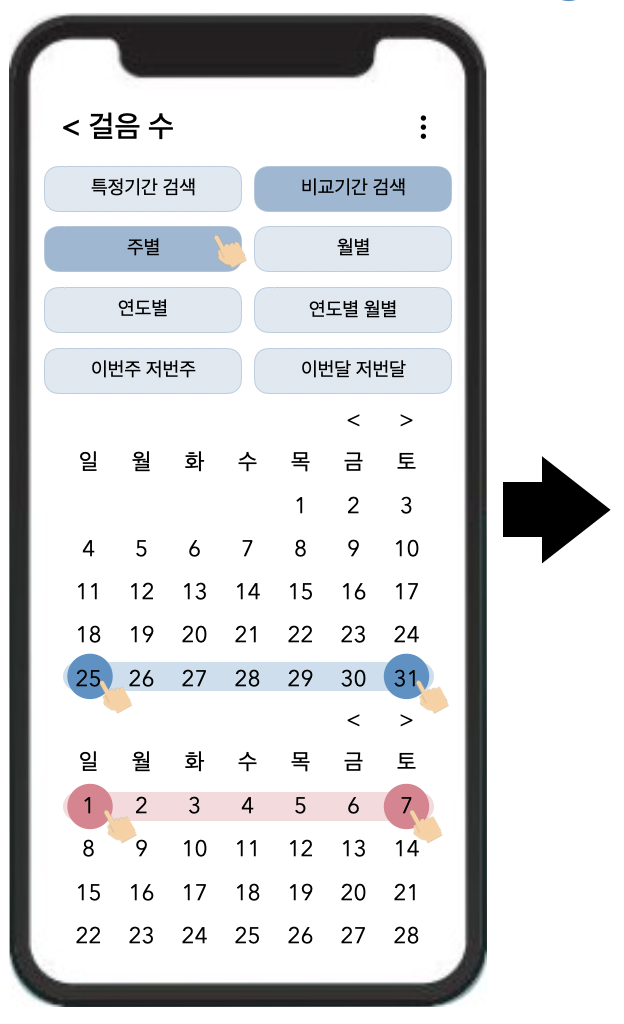 < 걸음 수
특정기간 검색 비교기간 검색
주별 월별
연도별 연도별 월별
이번주 저번주 이번달 저번달
< >
일 월 화 수 목 금 토
1 2 3
4 5 6 7 8 9 10
11 12 13 14 15 16 17
18 19 20 21 22 23 24
25 26 27 28 29 30 31
< >
일 월 화 수 목 금 토
1 2 3 4 5 6 7
8 9 10 11 12 13 14
15 16 17 18 19 20 21
22 23 24 25 26 27 28